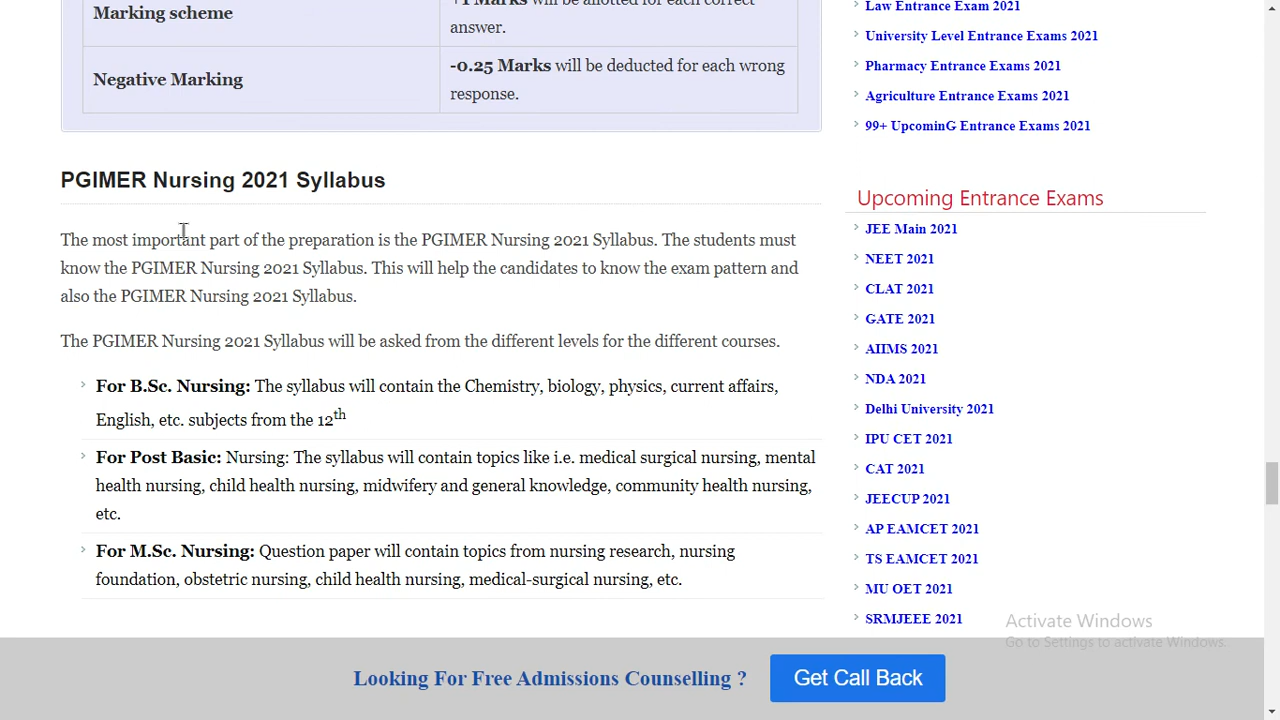 Marking scheme
+1 Marks will be allotted for each correct
answer.
Negative Marking
-0.25 Marks will be deducted for each wrong
response.
PGIMER Nursing 2021 Syllabus
The most important part of the preparation is the PGIMER Nursing 2021 Syllabus. The students must
know the PGIMER Nursing 2021 Syllabus. This will help the candidates to know the exam pattern and
also the PGIMER Nursing 2021 Syllabus.
The PGIMER Nursing 2021 Syllabus will be asked from the different levels for the different courses.
For B.Sc. Nursing: The syllabus will contain the Chemistry, biology, physics, current affairs,
English, etc. subjects from the 12th
For Post Basic: Nursing: The syllabus will contain topics like i.e. medical surgical nursing, mental
health nursing, child health nursing, midwifery and general knowledge, community health nursing,
etc.
For M.Sc. Nursing: Question paper will contain topics from nursing research, nursing
foundation, obstetric nursing, child health nursing, medical-surgical nursing, etc.
Law Entrance Exam 2021
University Level Entrance Exams 2021
Pharmacy Entrance Exams 2021
Agriculture Entrance Exams 2021
99+ UpcominG Entrance Exams 2021
Upcoming Entrance Exams
JEE Main 2021
NEET 2021
CLAT 2021
GATE 2021
AIIMS 2021
NDA 2021
Delhi University 2021
IPU CET 2021
CAT 2021
JEECUP 2021
AP EAMCET 2021
TS EAMCET 2021
MU OET 2021
SRMJEEE 2021
Activate Windows
Go to Settings to activate Windows.
Looking For Free Admissions Counselling ?
Get Call Back